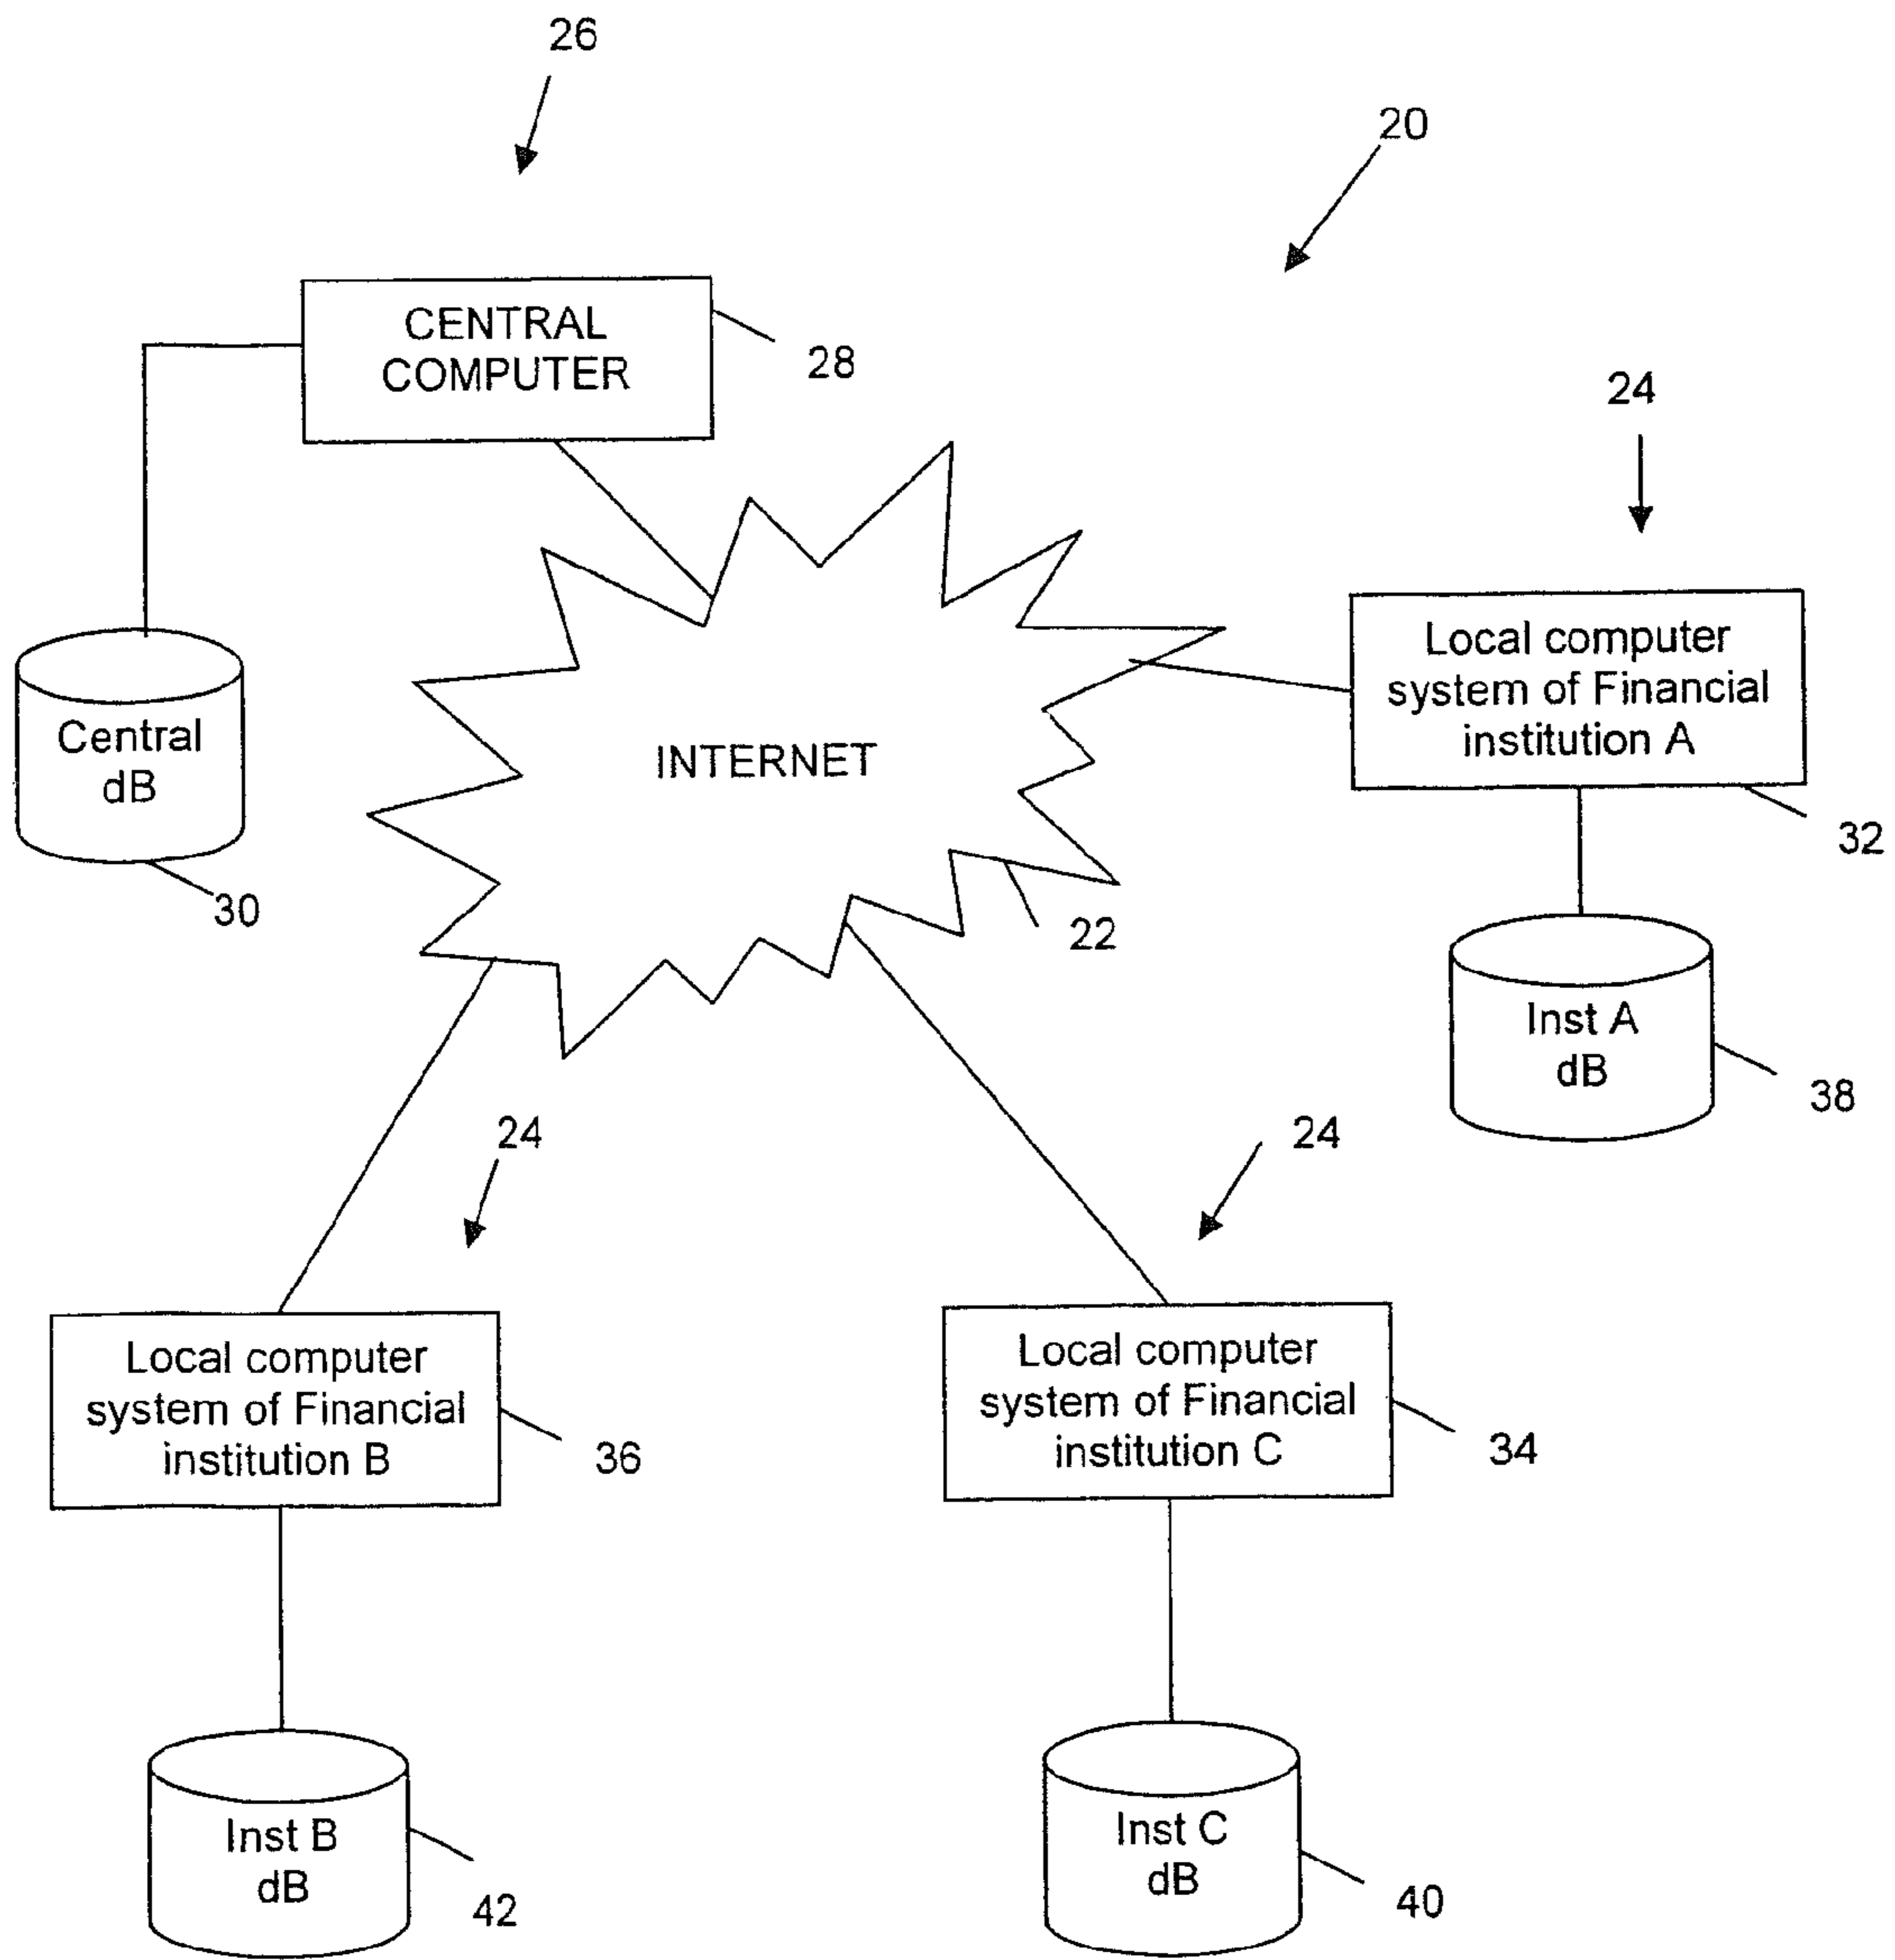 26
20
CENTRAL
COMPUTER
28
24
Local computer
system of Financial
institution A
32
Central
dB
30
INTERNET
22
Inst A
dB
38
24
24
Local computer
system of Financial
institution B
36
Local computer
system of Financial
institution C
34
Inst B
dB
42
Inst C
dB
40